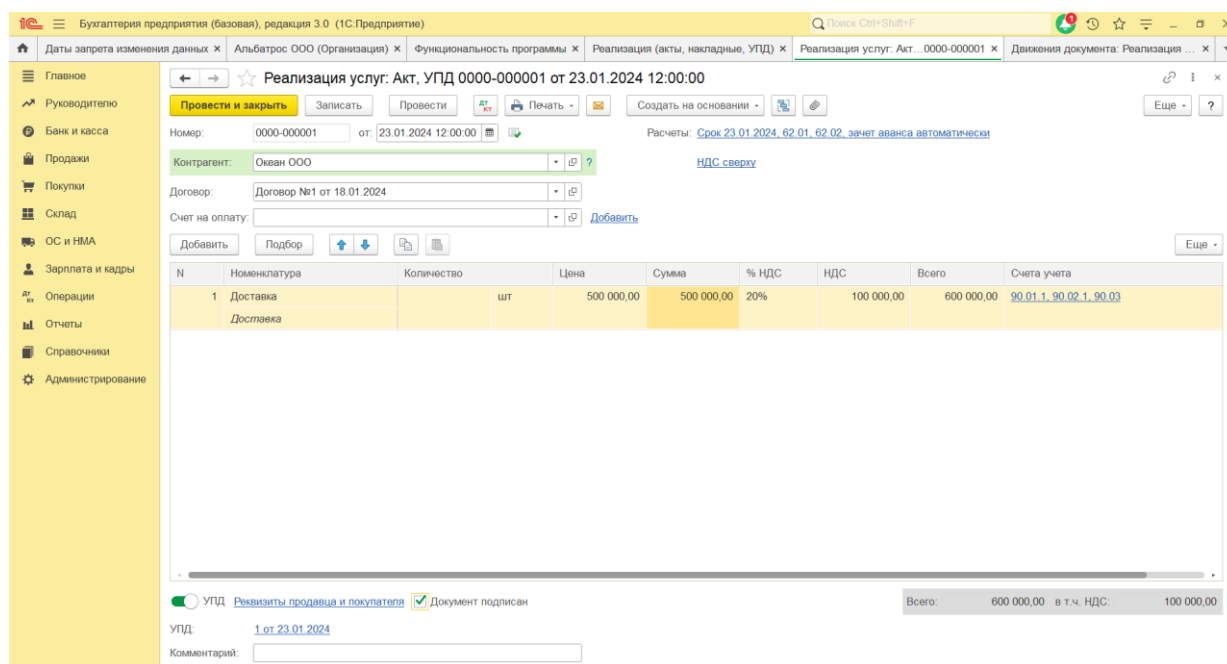 1С Бухгалтерия предприятия (базовая), редакция 3.0 (1С:Предприятие) Поиск Ctrl+Shift+F 1
Даты запрета изменения данных × Альбатрос ООО (Организация) × Функциональность программы × Реализация (акты, накладные, УПД) × Реализация услуг: Акт...0000-000001 × Движения документа: Реализация ... ×
Главное
Руководителю
Банк и касса
Продажи
Покупки
Склад
ОС и НМА
Зарплата и кадры
Операции
Отчеты
Справочники
Администрирование
Реализация услуг: Акт, УПД 0000-000001 от 23.01.2024 12:00:00
Провести и закрыть Записать Провести Дт Кт Печать Создать на основании Еще ?
Номер: 0000-000001 от: 23.01.2024 12:00:00 Расчеты: Срок 23.01.2024, 62.01, 62.02, зачет аванса автоматически
Контрагент: Океан ООО ? НДС сверху
Договор: Договор №1 от 18.01.2024
Счет на оплату: Добавить
Добавить Подбор Еще
N Номенклатура Количество Цена Сумма % НДС НДС Всего Счета учета
1 Доставка шт 500 000,00 500 000,00 20% 100 000,00 600 000,00 90.01.1, 90.02.1, 90.03
Доставка
УПД Реквизиты продавца и покупателя Документ подписан Всего: 600 000,00 в т.ч. НДС: 100 000,00
УПД: 1 от 23.01.2024
Комментарий: